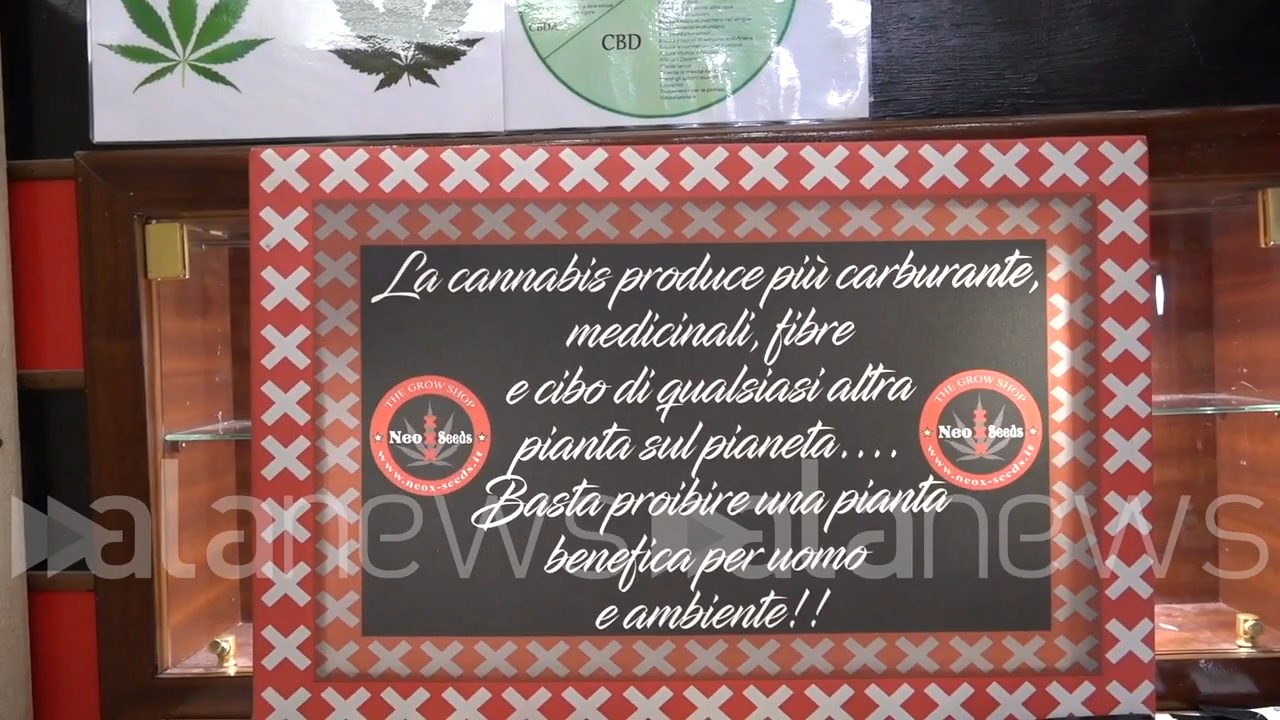 CBDA
CBD
La cannabis produce più carburante,
medicinali, fibre
e cibo di qualsiasi altra
pianta sul pianeta....
Basta proibire una pianta
benefica per uomo
e ambiente!!
THE GROW SHOP
Neo X Seeds
www.neox-seeds.it
THE GROW SHOP
Neo X Seeds
www.neox-seeds.it
alanews
alanews